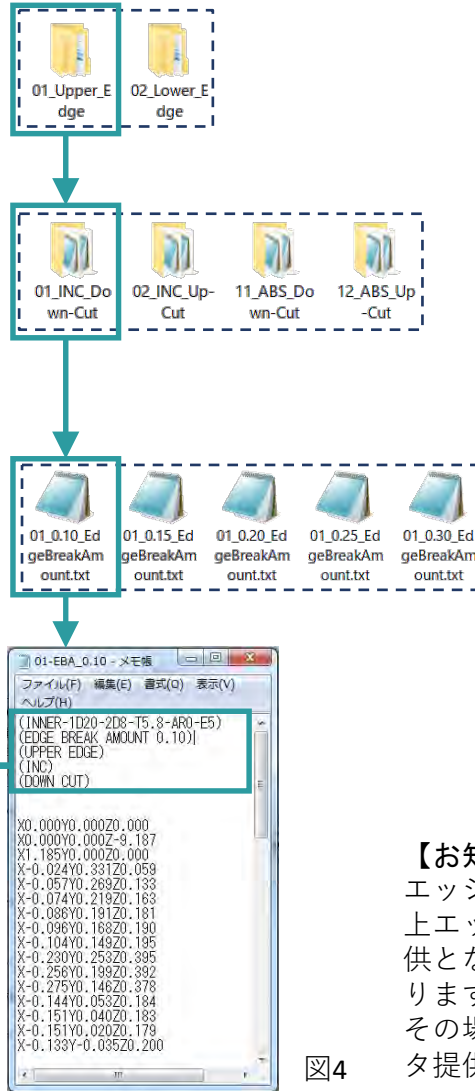 01_Upper_E
dge
02_Lower_E
dge
01_INC_Do
wn-Cut
02_INC_Up-
Cut
11_ABS_Do
wn-Cut
12_ABS_Up
-Cut
01_0.10_Ed
geBreakAm
ount.txt
01_0.15_Ed
geBreakAm
ount.txt
01_0.20_Ed
geBreakAm
ount.txt
01_0.25_Ed
geBreakAm
ount.txt
01_0.30_Ed
geBreakAm
ount.txt
01-EBA_0.10 - メモ帳
ファイル(F) 編集(E) 書式(O) 表示(V)
ヘルプ(H)
(INNER-1D20-2D8-T5.8-AR0-E5)
(EDGE BREAK AMOUNT 0.10)
(UPPER EDGE)
(INC)
(DOWN CUT)
X0.000Y0.000Z0.000
X0.000Y0.000Z-9.187
X1.185Y0.000Z0.000
X-0.024Y0.331Z0.059
X-0.057Y0.269Z0.133
X-0.074Y0.219Z0.163
X-0.086Y0.191Z0.181
X-0.096Y0.168Z0.190
X-0.104Y0.149Z0.195
X-0.230Y0.253Z0.395
X-0.256Y0.199Z0.392
X-0.275Y0.146Z0.378
X-0.144Y0.053Z0.184
X-0.151Y0.040Z0.183
X-0.151Y0.020Z0.179
X-0.133Y-0.035Z0.200
図4
【お知
エッジ
上エッ
供とな
ります
その場
タ提供